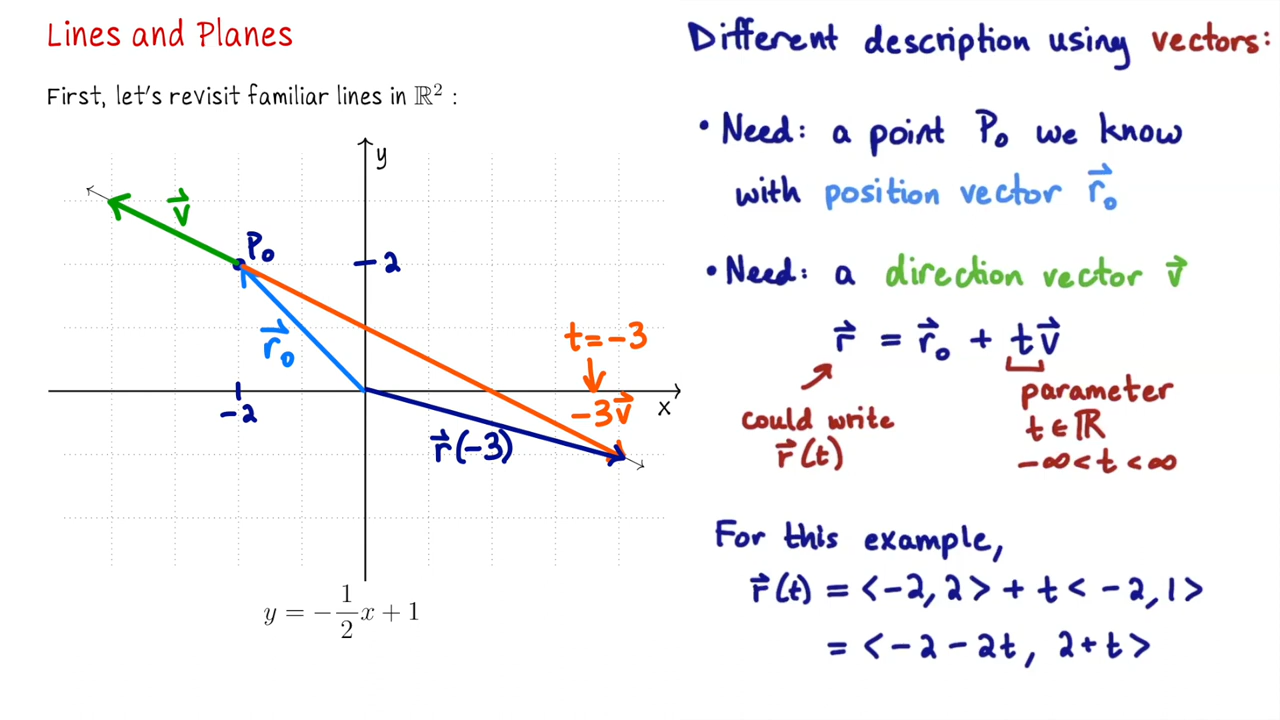 Lines and Planes
First, let's revisit familiar lines in ℝ² :
y
v⃗
P₀
2
r⃗₀
t = -3
-3v⃗
x
-2
r⃗(-3)
y = -1/2x + 1
Different description using vectors:
• Need: a point P₀ we know
with position vector r⃗₀
• Need: a direction vector v⃗
r⃗ = r⃗₀ + tv⃗
could write
r⃗(t)
parameter
t ∈ ℝ
-∞ < t < ∞
For this example,
r⃗(t) = <-2, 2> + t < -2, 1>
= <-2 - 2t, 2 + t>